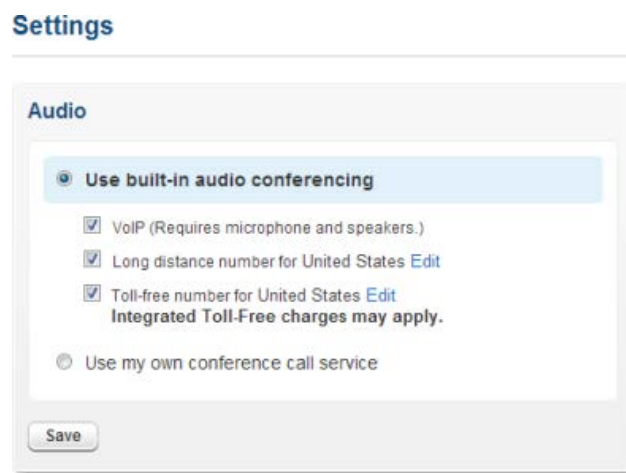 Settings
Audio
Use built-in audio conferencing
VoIP (Requires microphone and speakers.)
Long distance number for United States Edit
Toll-free number for United States Edit
Integrated Toll-Free charges may apply.
Use my own conference call service
Save